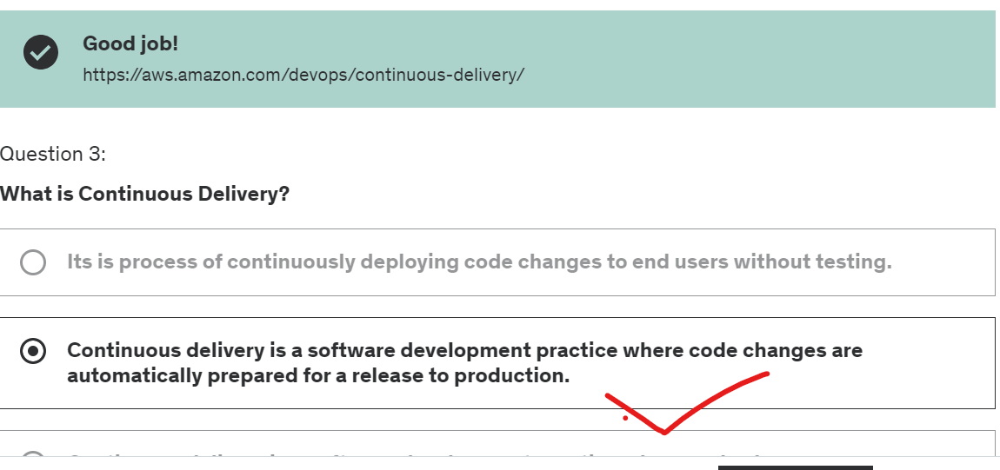 Good job!
https://aws.amazon.com/devops/continuous-delivery/
Question 3:
What is Continuous Delivery?
Its is process of continuously deploying code changes to end users without testing.
Continuous delivery is a software development practice where code changes are
automatically prepared for a release to production.